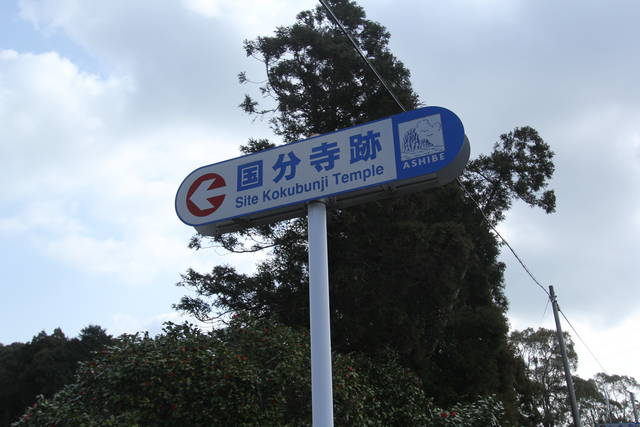 国分寺跡
Site Kokubunji Temple
ASHIBE